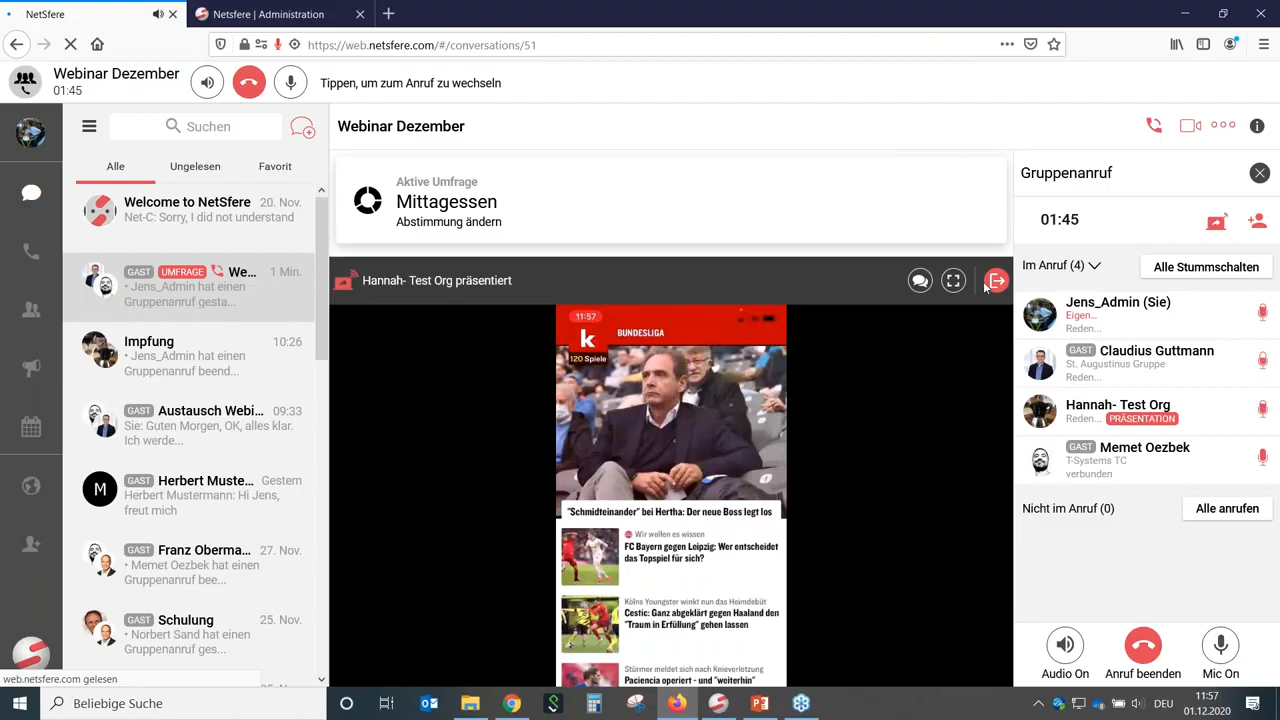 NetSfere
Netsfere | Administration
https://web.netsfere.com/#/conversations/51
Webinar Dezember
01:45
Tippen, um zum Anruf zu wechseln
Suchen
Alle
Ungelesen
Favorit
Welcome to NetSfere 20. Nov.
Net-C: Sorry, I did not understand
GAST UMFRAGE We... 1 Min.
• Jens_Admin hat einen
Gruppenanruf gesta...
Impfung 10:26
• Jens_Admin hat einen
Gruppenanruf beend...
GAST Austausch Webi... 09:33
Sie: Guten Morgen, OK, alles klar.
Ich werde...
M
GAST Herbert Muste... Gestern
Herbert Mustermann: Hi Jens,
freut mich
GAST Franz Oberma... 27. Nov.
• Memet Oezbek hat einen
Gruppenanruf bee...
GAST Schulung 25. Nov.
• Norbert Sand hat einen
Gruppenanruf ges...
web.netsfere.com gelesen
Webinar Dezember
Aktive Umfrage
Mittagessen
Abstimmung ändern
Hannah- Test Org präsentiert
11:57
k
BUNDESLIGA
120 Spiele
"Schmidteinander" bei Hertha: Der neue Boss legt los
Wir wollen es wissen
FC Bayern gegen Leipzig: Wer entscheidet
das Topspiel für sich?
Kölns Youngster winkt nun das Heimdebüt
Cestic: Ganz abgeklärt gegen Haaland den
"Traum in Erfüllung" gehen lassen
Stürmer meldet sich nach Knieverletzung
Paciencia operiert - und "weiterhin"
Gruppenanruf
01:45
Im Anruf (4)
Alle Stummschalten
Jens_Admin (Sie)
Eigen...
Reden...
GAST Claudius Guttmann
St. Augustinus Gruppe
Reden...
Hannah- Test Org
Reden... PRÄSENTATION
GAST Memet Oezbek
T-Systems TC
verbunden
Nicht im Anruf (0)
Alle anrufen
Audio On
Anruf beenden
Mic On
Beliebige Suche
DEU
11:57
01.12.2020